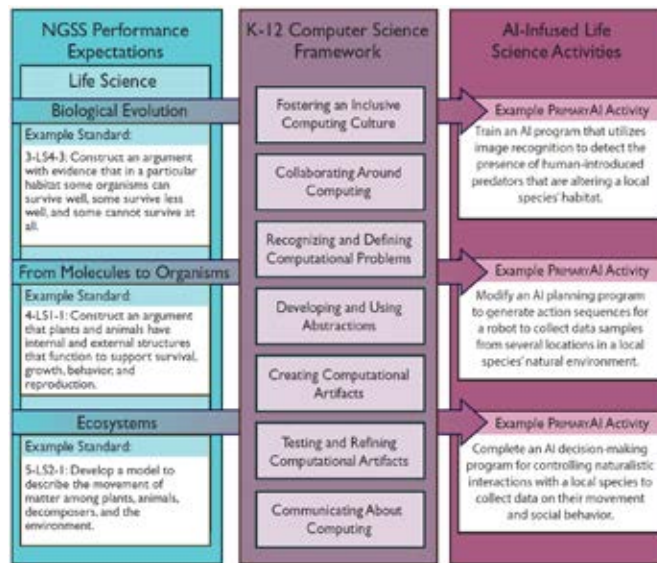 NGSS Performance
Expectations
Life Science
Biological Evolution
Example Standard:
3-LS4-3: Construct an argument
with evidence that in a particular
habitat some organisms can
survive well, some survive less
well, and some cannot survive at
all.
From Molecules to Organisms
Example Standard:
4-LS1-1: Construct an argument
that plants and animals have
internal and external structures
that function to support survival,
growth, behavior, and
reproduction.
Ecosystems
Example Standard:
5-LS2-1: Develop a model to
describe the movement of
matter among plants, animals,
decomposers, and the
environment.
K-12 Computer Science
Framework
Fostering an Inclusive
Computing Culture
Collaborating Around
Computing
Recognizing and Defining
Computational Problems
Developing and Using
Abstractions
Creating Computational
Artifacts
Testing and Refining
Computational Artifacts
Communicating About
Computing
AI-Infused Life
Science Activities
Example PRIMARYAI Activity
Train an AI program that utilizes
image recognition to detect the
presence of human-introduced
predators that are altering a local
species' habitat.
Example PRIMARYAI Activity
Modify an AI planning program
to generate action sequences for
a robot to collect data samples
from several locations in a local
species' natural environment.
Example PRIMARYAI Activity
Complete an AI decision-making
program for controlling naturalistic
interactions with a local species to
collect data on their movement
and social behavior.